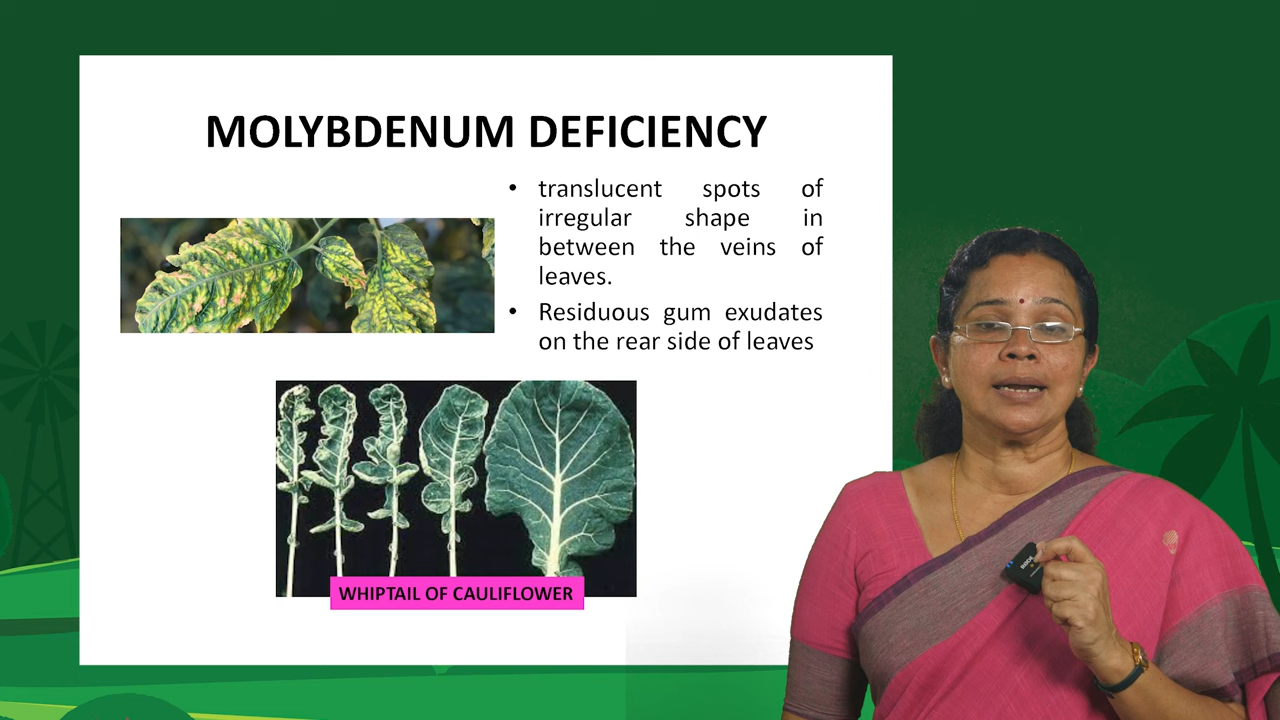 MOLYBDENUM DEFICIENCY
• translucent spots of
irregular shape in
between the veins of
leaves.
• Residuous gum exudates
on the rear side of leaves
WHIPTAIL OF CAULIFLOWER
RODE